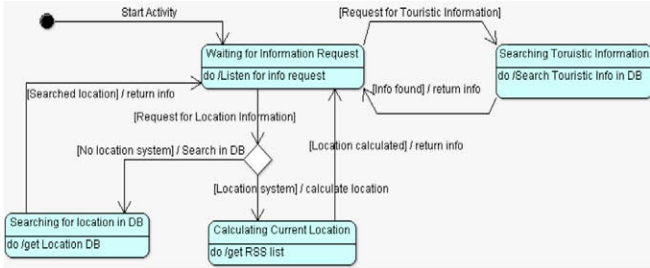 Start Activity
[Request for Touristic Information]
Waiting for Information Request
do /Listen for info request
Searching Toruistic Information
do /Search Touristic Info in DB
[Searched location] / return info
[Info found] / return info
[Request for Location Information]
[No location system] / Search in DB
[Location calculated] / return info
[Location system] / calculate location
Searching for location in DB
do /get Location DB
Calculating Current Location
do /get RSS list